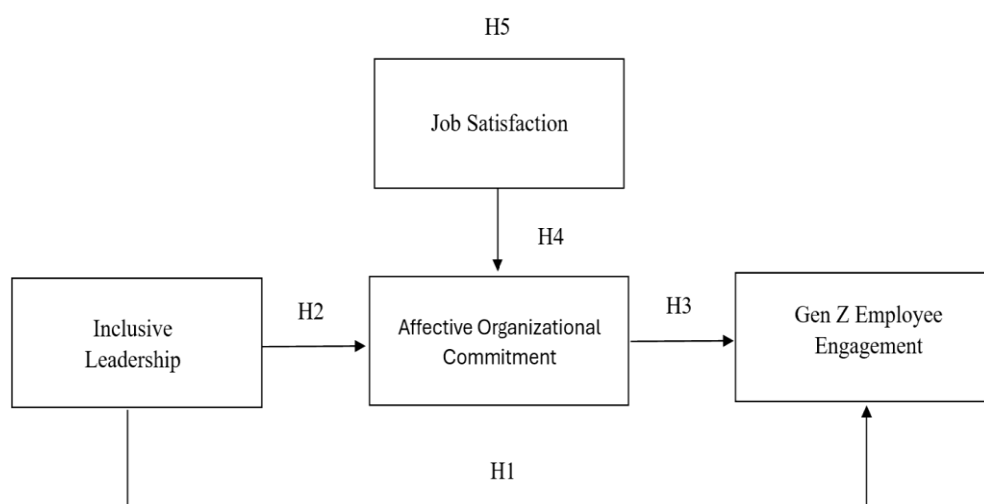 H5
Job Satisfaction
H4
Inclusive
Leadership
H2
Affective Organizational
Commitment
H3
Gen Z Employee
Engagement
H1